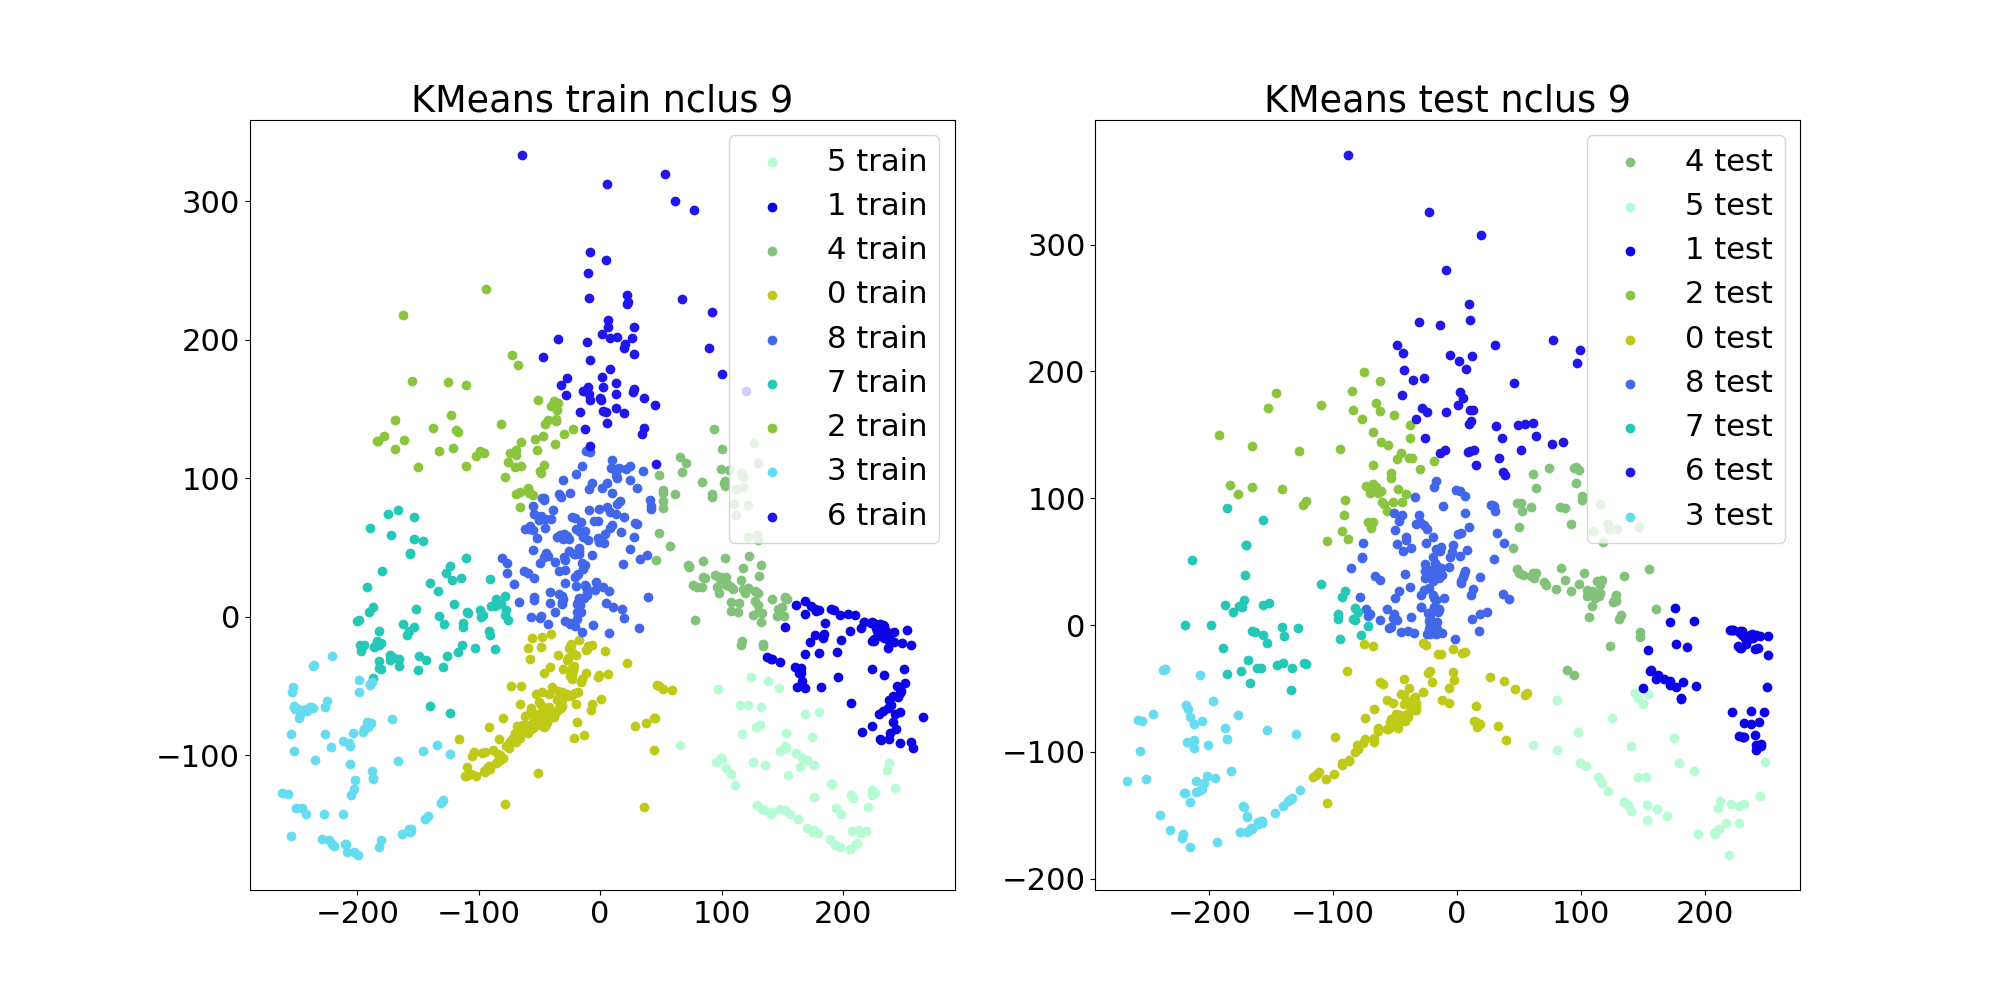 KMeans train nclus 9
5 train
1 train
4 train
0 train
8 train
7 train
2 train
3 train
6 train
300
200
100
0
−100
−200 −100 0 100 200
KMeans test nclus 9
4 test
5 test
1 test
2 test
0 test
8 test
7 test
6 test
3 test
300
200
100
0
−100
−200
−200 −100 0 100 200